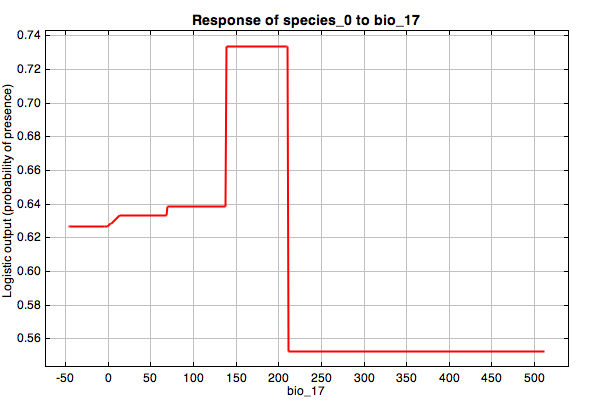 Response of species_0 to bio_17
Logistic output (probability of presence)
0.74
0.72
0.70
0.68
0.66
0.64
0.62
0.60
0.58
0.56
-50 0 50 100 150 200 250 300 350 400 450 500
bio_17